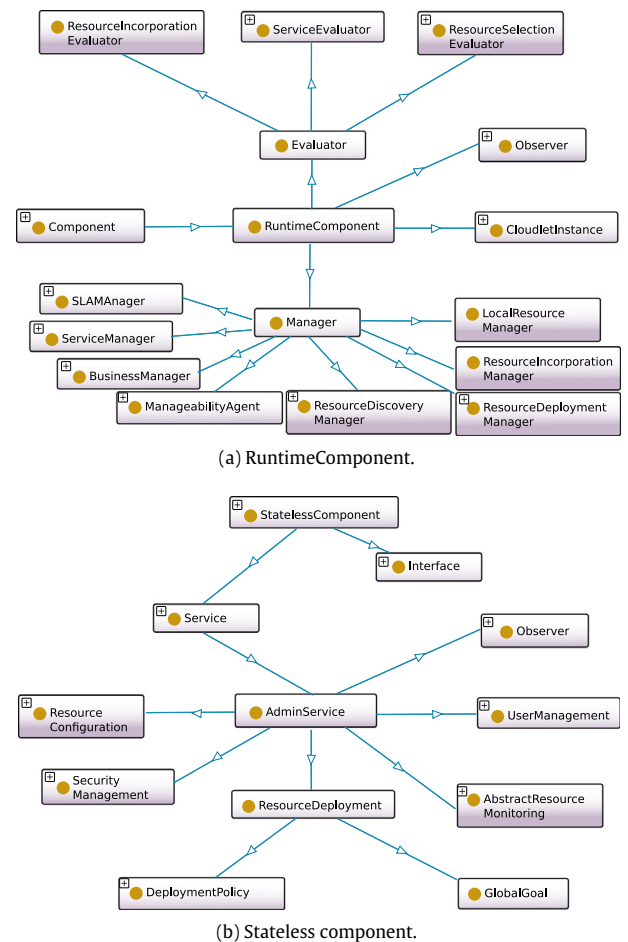 ResourceIncorporation
Evaluator
ServiceEvaluator
ResourceSelection
Evaluator
Evaluator
Observer
Component
RuntimeComponent
CloudletInstance
SLAMAnager
Manager
LocalResource
Manager
ServiceManager
ResourceIncorporation
Manager
BusinessManager
ManageabilityAgent
ResourceDiscovery
Manager
ResourceDeployment
Manager
(a) RuntimeComponent.
StatelessComponent
Interface
Service
Observer
Resource
Configuration
AdminService
UserManagement
Security
Management
ResourceDeployment
AbstractResource
Monitoring
DeploymentPolicy
GlobalGoal
(b) Stateless component.